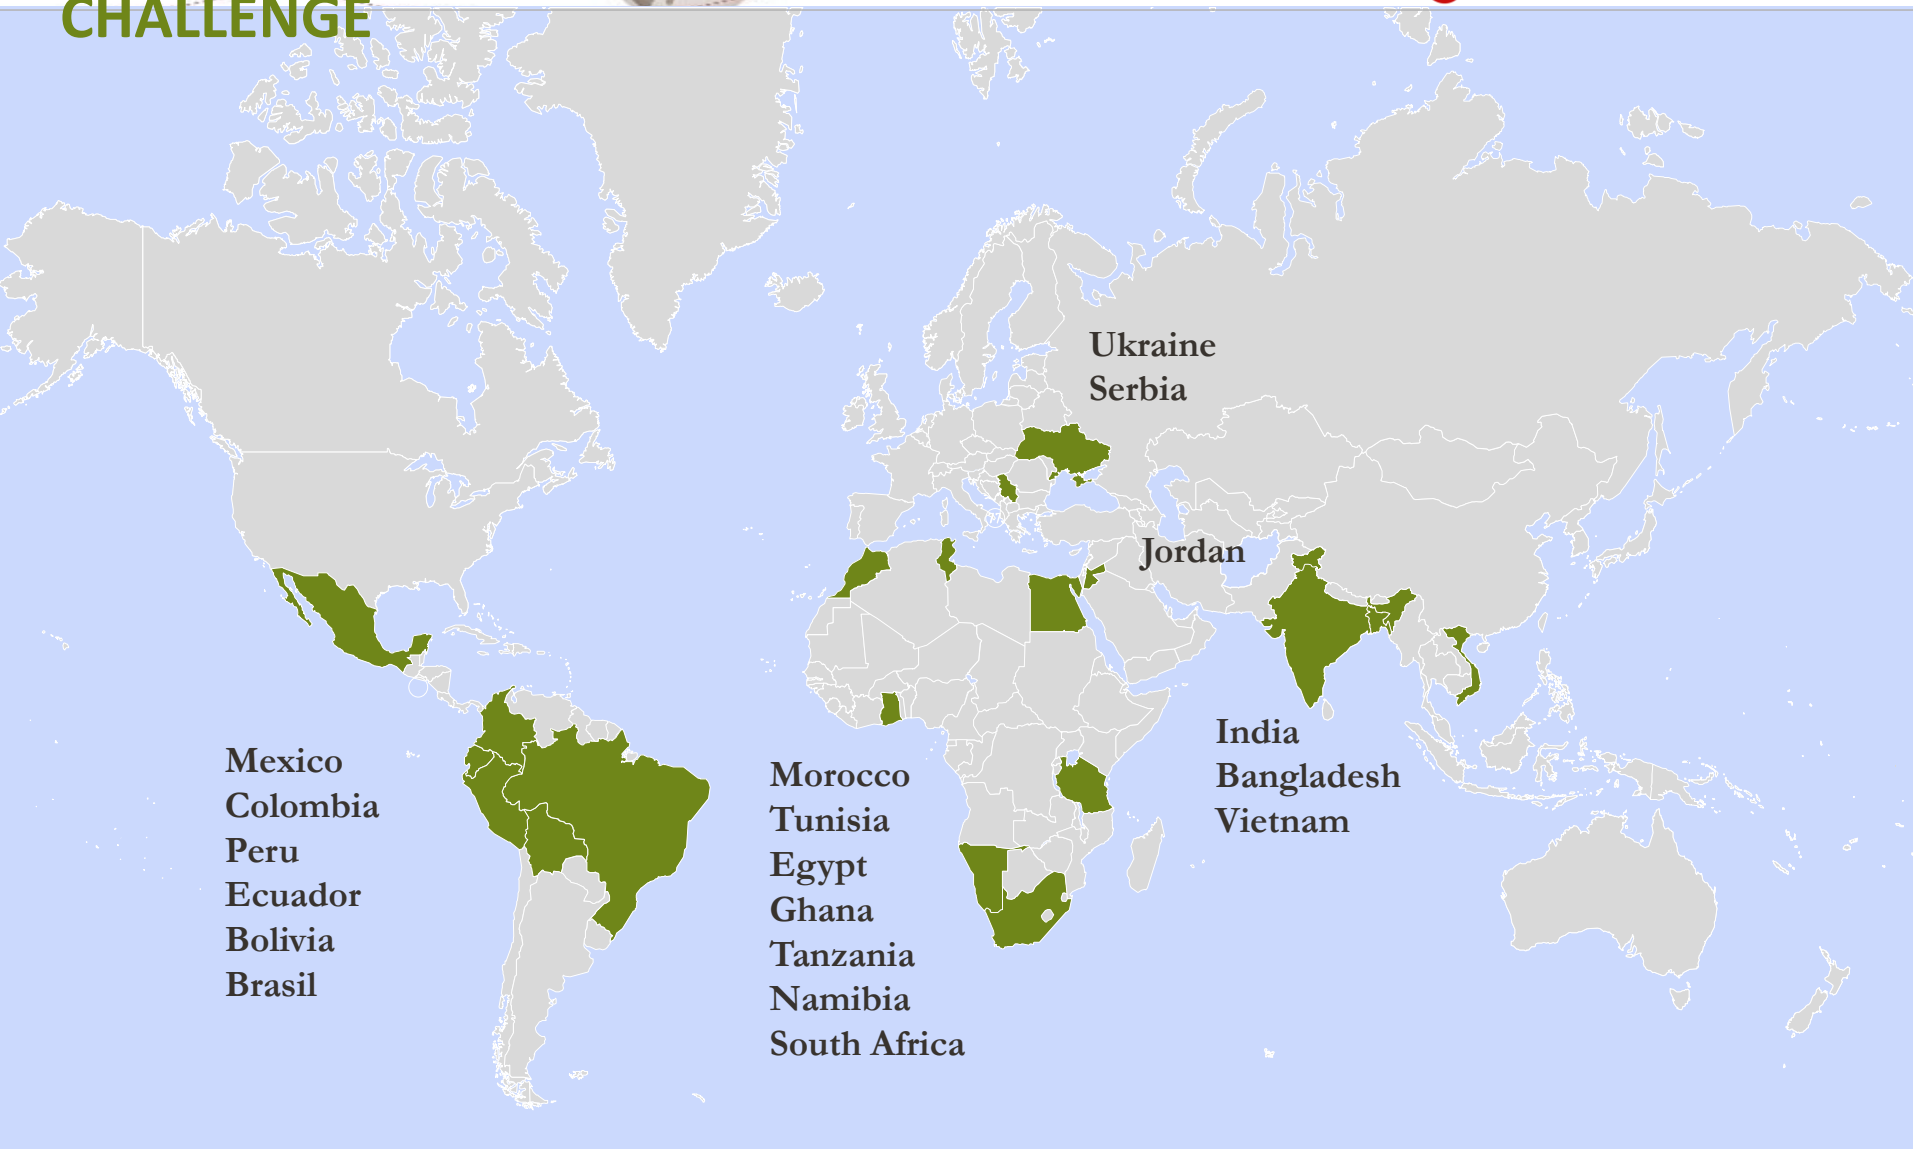 CHALLENGE
Ukraine
Serbia
Jordan
Mexico
Colombia
Peru
Ecuador
Bolivia
Brasil
Morocco
Tunisia
Egypt
Ghana
Tanzania
Namibia
South Africa
India
Bangladesh
Vietnam